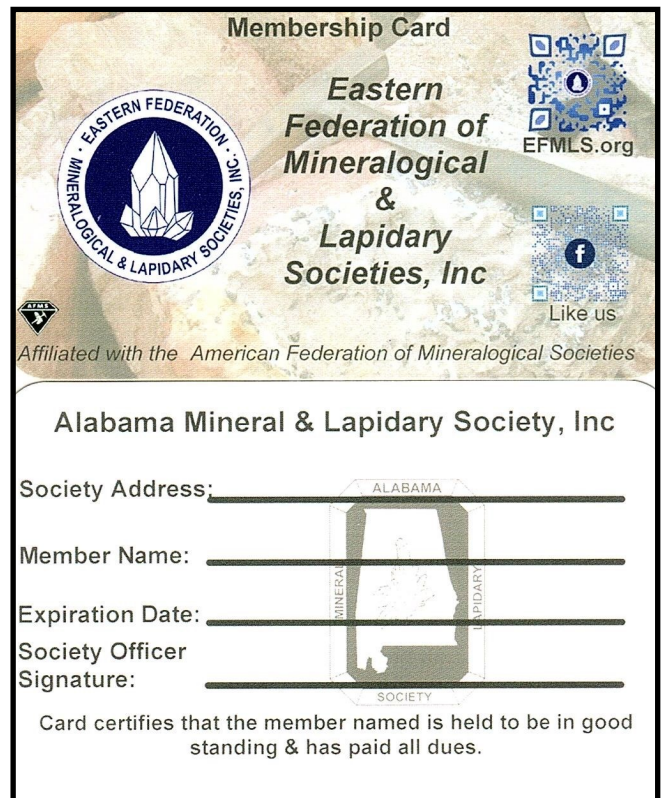 Membership Card
EASTERN FEDERATION
MINERALOGICAL & LAPIDARY SOCIETIES, INC.
Eastern
Federation of
Mineralogical
&
Lapidary
Societies, Inc
EFMLS.org
f
Like us
AFMS
Affiliated with the American Federation of Mineralogical Societies
Alabama Mineral & Lapidary Society, Inc
Society Address:
ALABAMA
Member Name:
MINERAL
LAPIDARY
Expiration Date:
Society Officer
Signature:
SOCIETY
Card certifies that the member named is held to be in good
standing & has paid all dues.